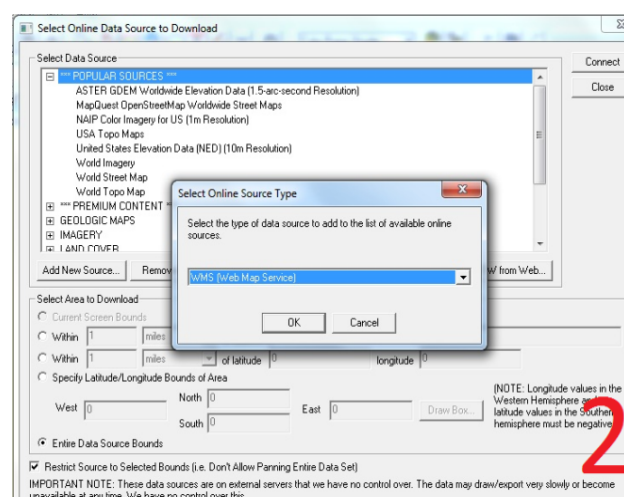 Select Online Data Source to Download
Select Data Source
Connect
Close
*** POPULAR SOURCES ***
ASTER GDEM Worldwide Elevation Data (1.5-arc-second Resolution)
MapQuest OpenStreetMap Worldwide Street Maps
NAIP Color Imagery for US (1m Resolution)
USA Topo Maps
United States Elevation Data (NED) (10m Resolution)
World Imagery
World Street Map
World Topo Map
*** PREMIUM CONTENT
GEOLOGIC MAPS
IMAGERY
LAND COVER
Select Online Source Type
Select the type of data source to add to the list of available online
sources.
WMS (Web Map Service)
OK Cancel
Add New Source... from Web...
Select Area to Download
Current Screen Bounds
Within 1 miles
Within 1 miles of latitude 0 longitude 0
Specify Latitude/Longitude Bounds of Area
North 0
West 0 East 0 Draw Box...
South 0
(NOTE: Longitude values in the
Western Hemisphere
latitude values in the Southern
hemisphere must be negative
2
Entire Data Source Bounds
Restrict Source to Selected Bounds (i.e. Don't Allow Panning Entire Data Set)
IMPORTANT NOTE: These data sources are on external servers that we have no control over. The data may draw/export very slowly or become
unavailable at any time. We have no control over this